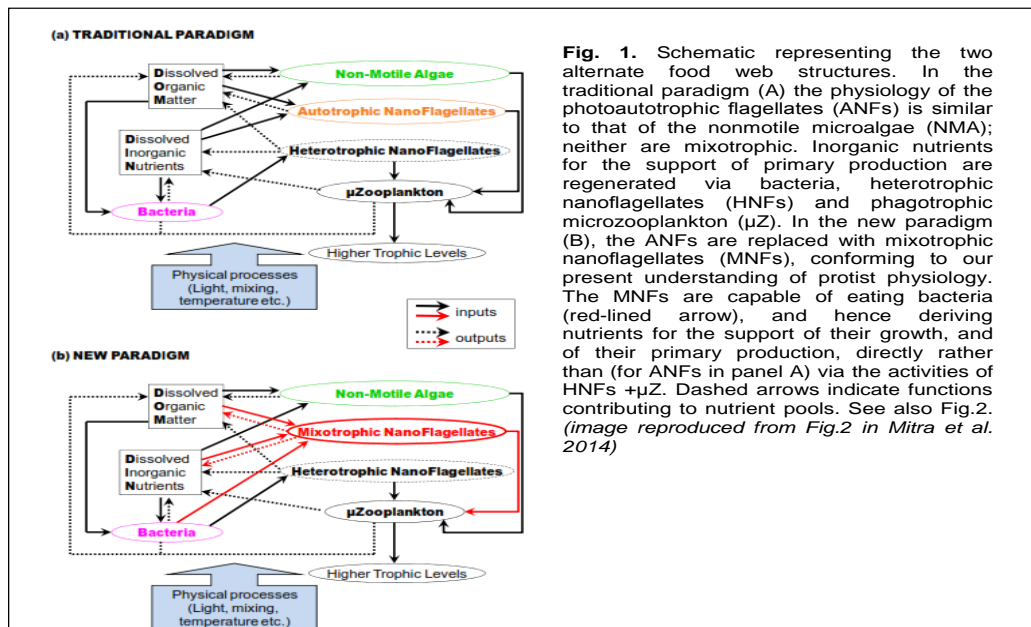 (a) TRADITIONAL PARADIGM
Dissolved
Organic
Matter
Non-Motile Algae
Autotrophic NanoFlagellates
Dissolved
Inorganic
Nutrients
Heterotrophic NanoFlagellates
µZooplankton
Bacteria
Higher Trophic Levels
Physical processes
(Light, mixing,
temperature etc.)
inputs
outputs
(b) NEW PARADIGM
Dissolved
Organic
Matter
Non-Motile Algae
Mixotrophic NanoFlagellates
Dissolved
Inorganic
Nutrients
Heterotrophic NanoFlagellates
µZooplankton
Bacteria
Higher Trophic Levels
Physical processes
(Light, mixing,
temperature etc.)
Fig. 1. Schematic representing the two
alternate food web structures. In the
traditional paradigm (A) the physiology of the
photoautotrophic flagellates (ANFs) is similar
to that of the nonmotile microalgae (NMA);
neither are mixotrophic. Inorganic nutrients
for the support of primary production are
regenerated via bacteria, heterotrophic
nanoflagellates (HNFs) and phagotrophic
microzooplankton (µZ). In the new paradigm
(B), the ANFs are replaced with mixotrophic
nanoflagellates (MNFs), conforming to our
present understanding of protist physiology.
The MNFs are capable of eating bacteria
(red-lined arrow), and hence deriving
nutrients for the support of their growth, and
of their primary production, directly rather
than (for ANFs in panel A) via the activities of
HNFs +µZ. Dashed arrows indicate functions
contributing to nutrient pools. See also Fig.2.
(image reproduced from Fig.2 in Mitra et al.
2014)